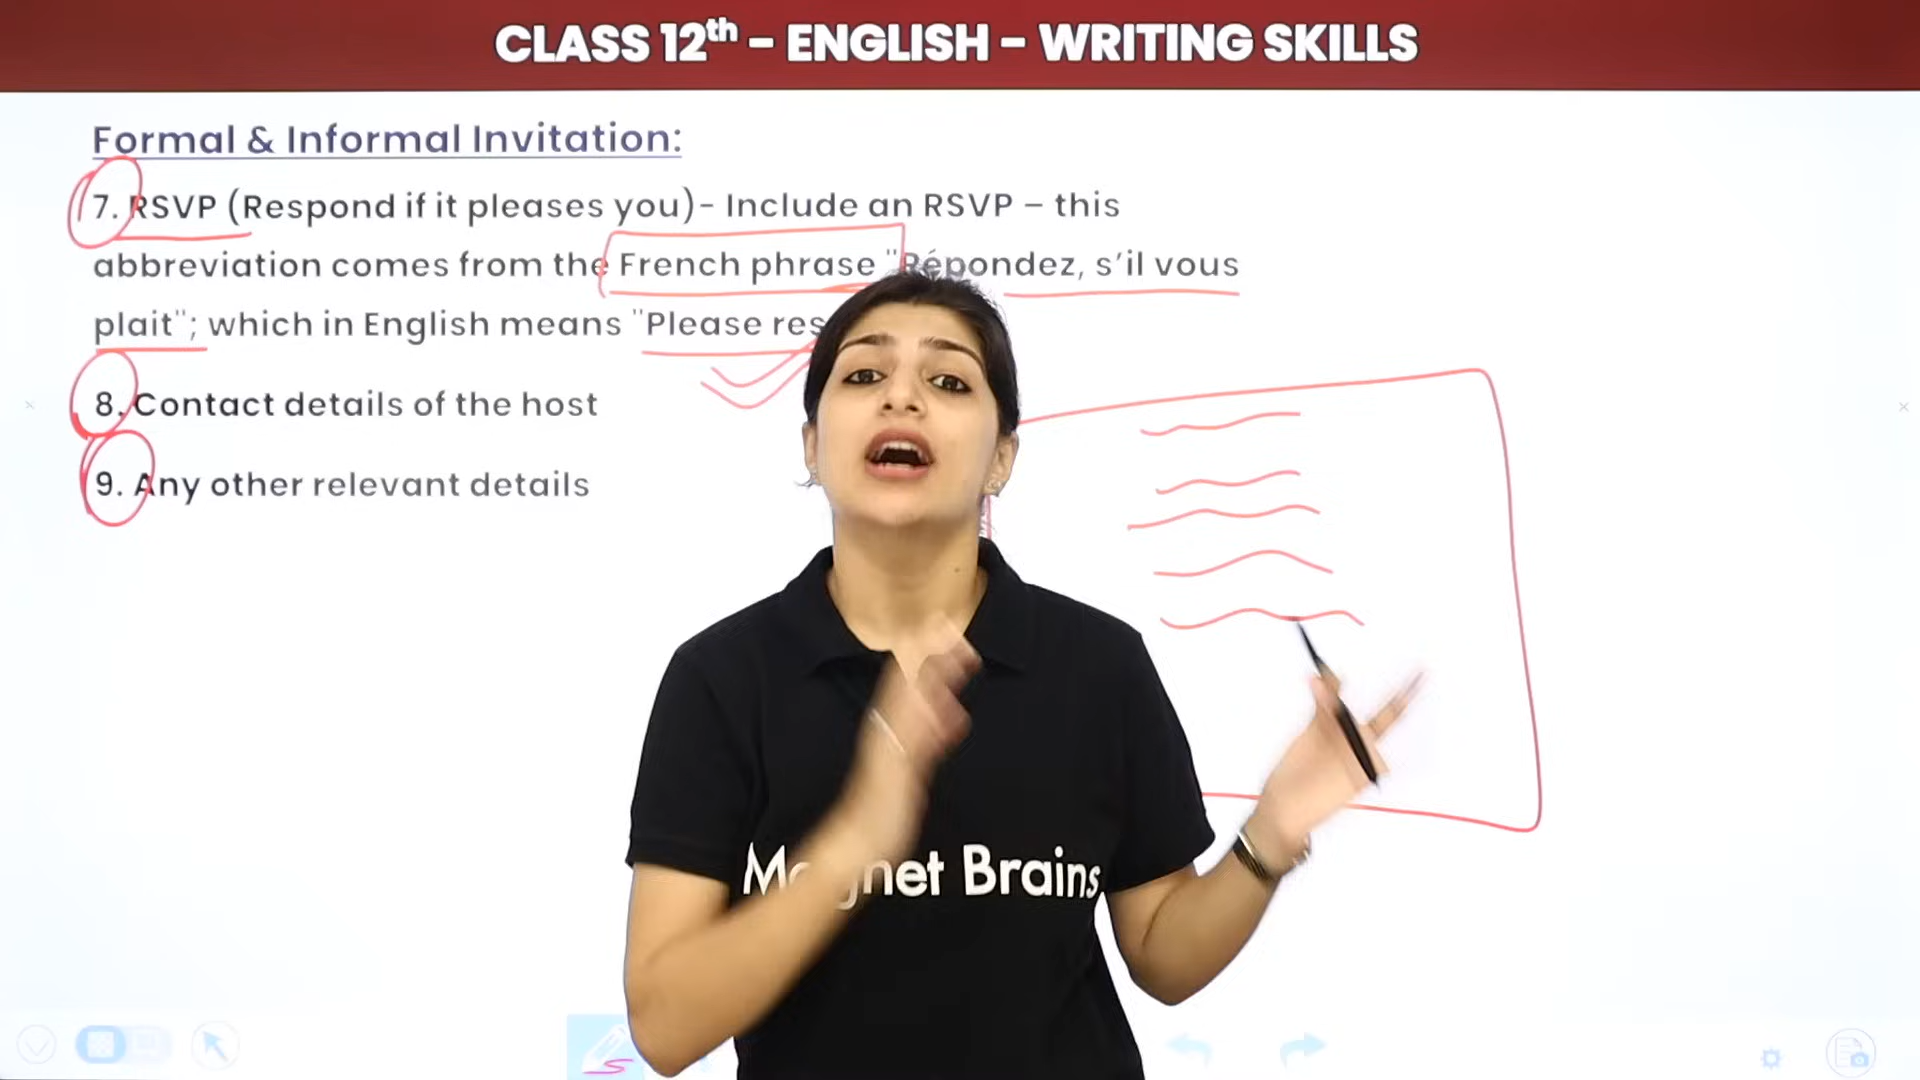 CLASS 12th – ENGLISH – WRITING SKILLS
Formal & Informal Invitation:
7. RSVP (Respond if it pleases you)- Include an RSVP – this
abbreviation comes from the French phrase "Répondez, s'il vous
plait"; which in English means "Please
8. Contact details of the host
9. Any other relevant details
Brains